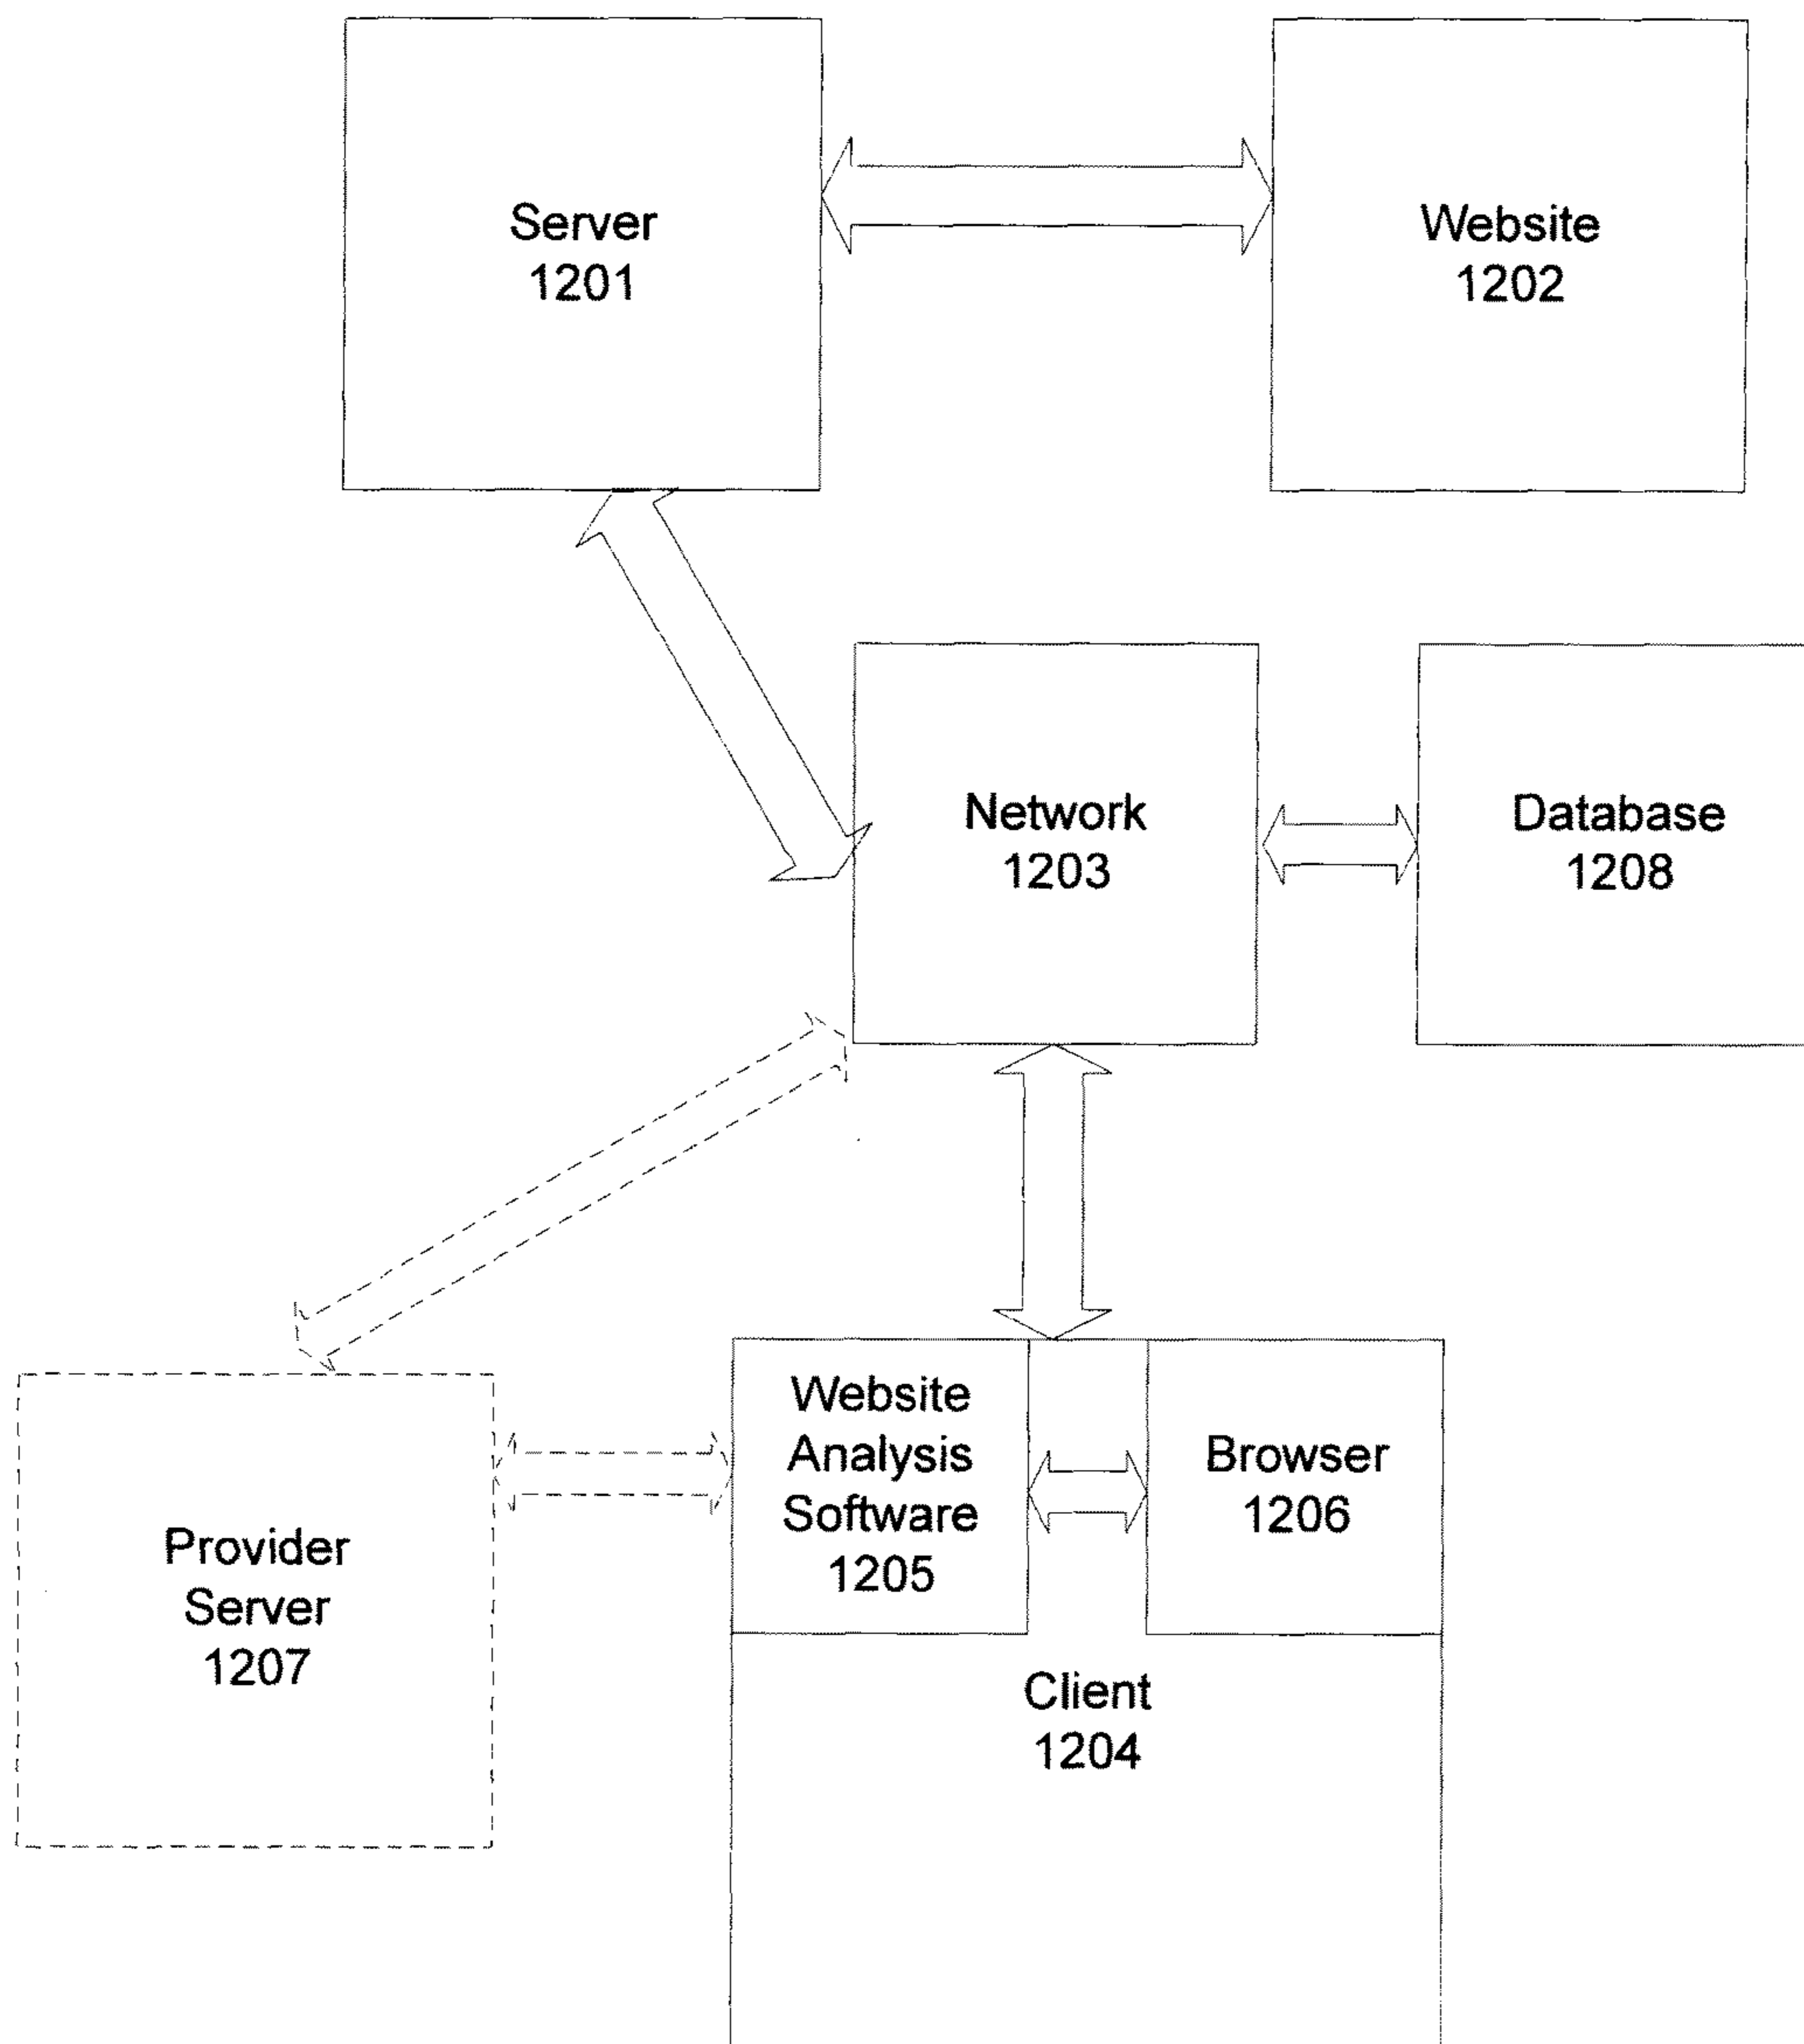 Server
1201
Website
1202
Network
1203
Database
1208
Website
Analysis
Software
1205
Browser
1206
Provider
Server
1207
Client
1204